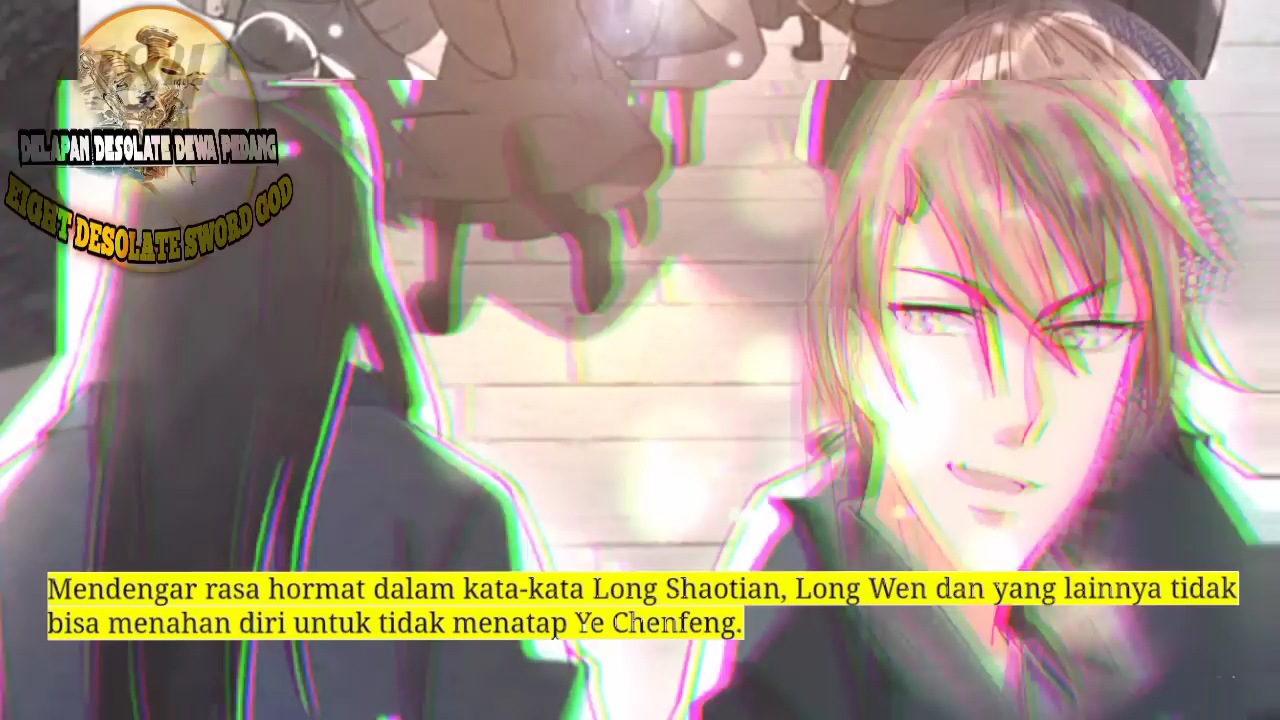 DELAPAN DESOLATE DEWA PEDANG
EIGHT DESOLATE SWORD GOD
Mendengar rasa hormat dalam kata-kata Long Shaotian, Long Wen dan yang lainnya tidak
bisa menahan diri untuk tidak menatap Ye Chenfeng.